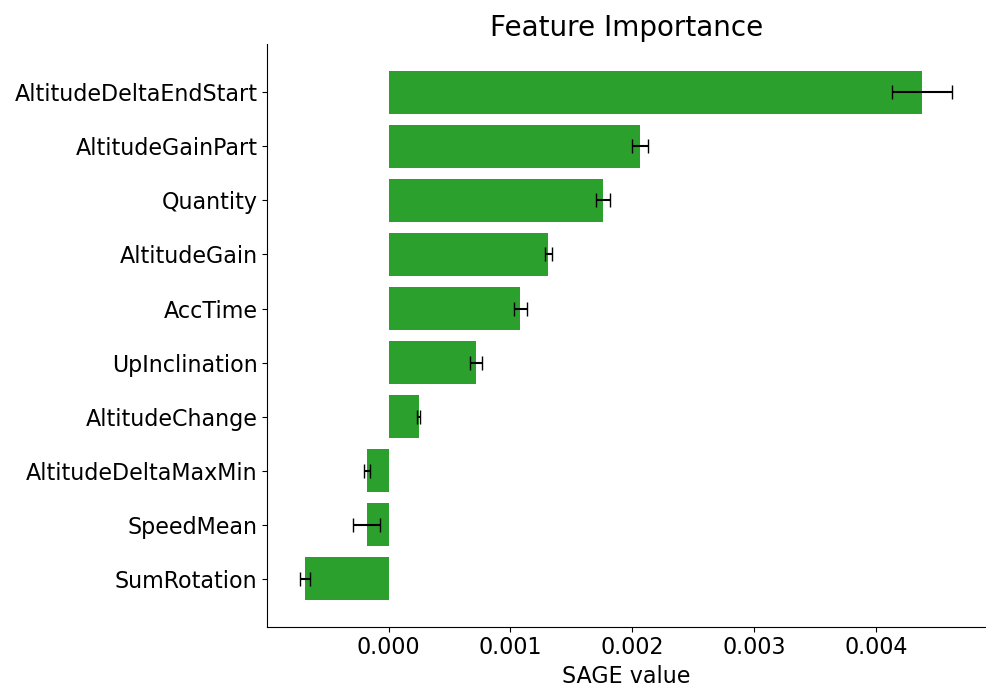 Feature Importance
AltitudeDeltaEndStart
AltitudeGainPart
Quantity
AltitudeGain
AccTime
UpInclination
AltitudeChange
AltitudeDeltaMaxMin
SpeedMean
SumRotation
0.000 0.001 0.002 0.003 0.004
SAGE value